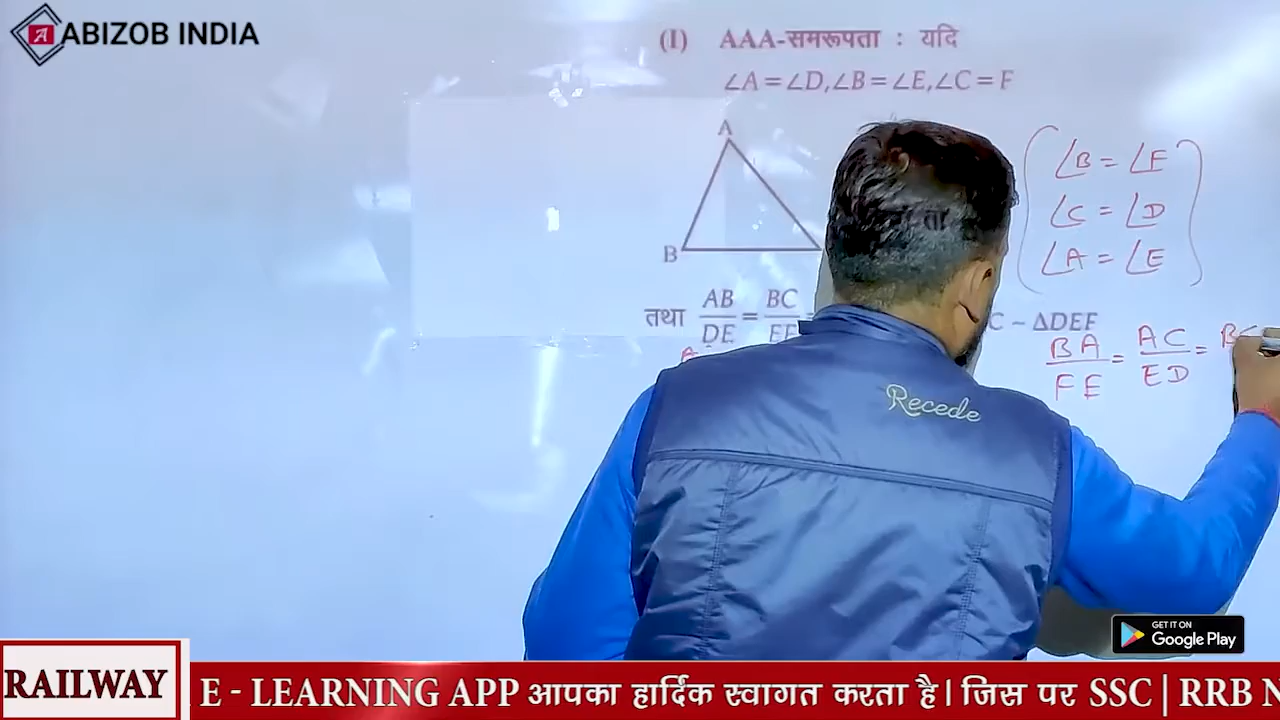 ABIZOB INDIA
(I) AAA-समरूपता : यदि
∠A=∠D,∠B=∠E,∠C=F
A
B
∠B = ∠F
∠C = ∠D
∠A = ∠E
तथा AB/DE = BC/EF
C ~ ΔDEF
BA/FE = AC/ED = BC
Recede
GET IT ON
Google Play
RAILWAY
E - LEARNING APP आपका हार्दिक स्वागत करता है। जिस पर SSC | RRB N